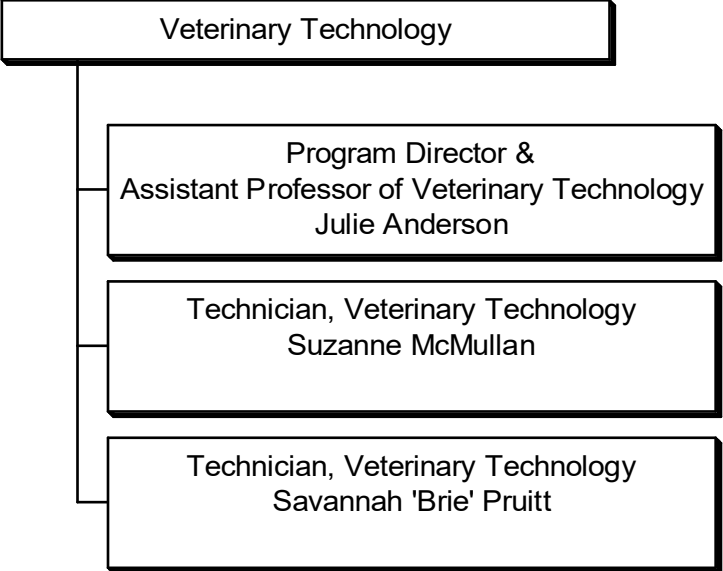 Veterinary Technology
Program Director &
Assistant Professor of Veterinary Technology
Julie Anderson
Technician, Veterinary Technology
Suzanne McMullan
Technician, Veterinary Technology
Savannah 'Brie' Pruitt